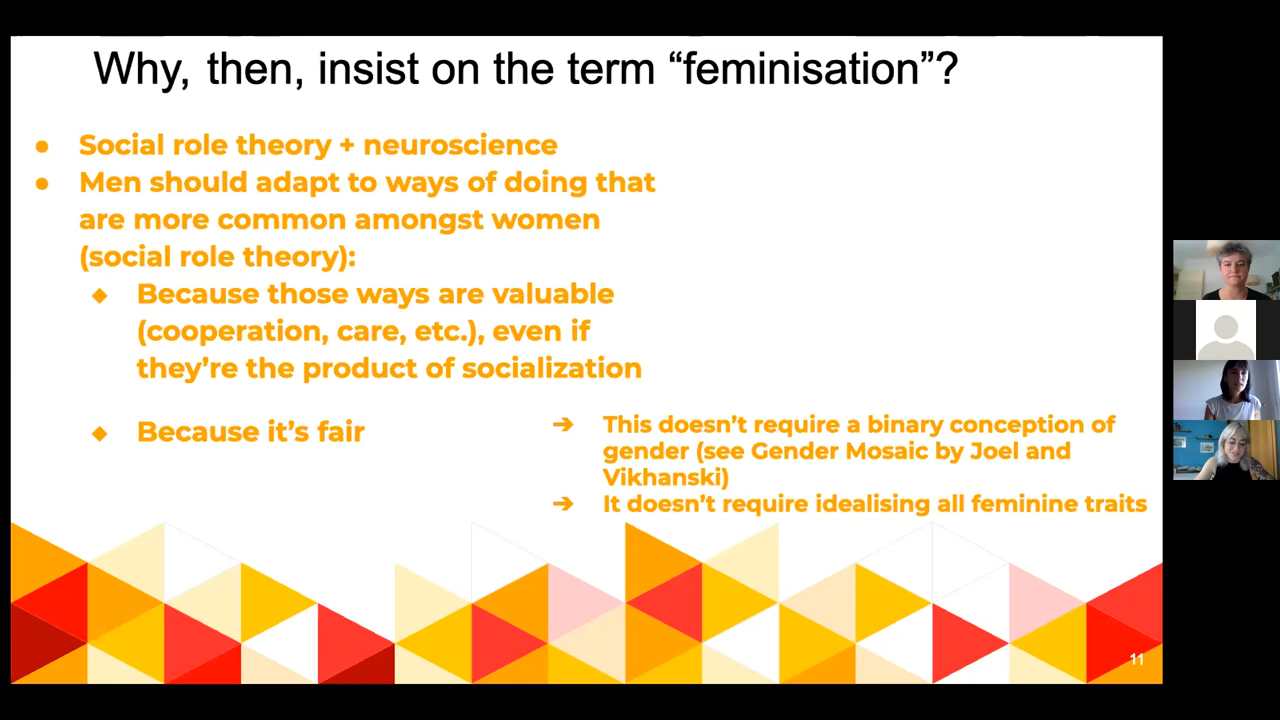 Why, then, insist on the term “feminisation”?
● Social role theory + neuroscience
● Men should adapt to ways of doing that
are more common amongst women
(social role theory):
◆ Because those ways are valuable
(cooperation, care, etc.), even if
they’re the product of socialization
◆ Because it’s fair
➔ This doesn’t require a binary conception of
gender (see Gender Mosaic by Joel and
Vikhanski)
➔ It doesn’t require idealising all feminine traits
11